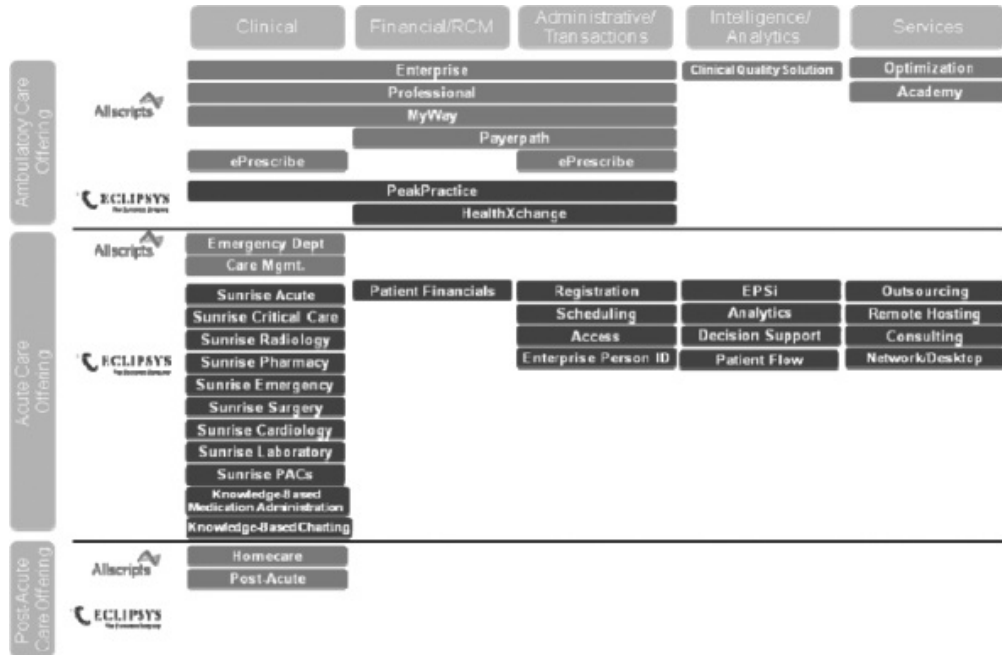 Clinical
Financial/RCM
Administrative/
Transactions
Intelligence/
Analytics
Services
Ambulatory Care
Offering
Allscripts
Enterprise
Clinical Quality Solution
Optimization
Professional
Academy
MyWay
Payerpath
ePrescribe
ePrescribe
ECLIPSYS
PeakPractice
HealthXchange
Acute Care
Offering
Allscripts
Emergency Dept
Care Mgmt.
ECLIPSYS
Sunrise Acute
Patient Financials
Registration
EPSi
Outsourcing
Sunrise Critical Care
Scheduling
Analytics
Remote Hosting
Sunrise Radiology
Access
Decision Support
Consulting
Sunrise Pharmacy
Enterprise Person ID
Patient Flow
Network/Desktop
Sunrise Emergency
Sunrise Surgery
Sunrise Cardiology
Sunrise Laboratory
Sunrise PACs
Knowledge-Based
Medication Administration
Knowledge-Based Charting
Post-Acute
Care Offering
Allscripts
Homecare
Post-Acute
ECLIPSYS